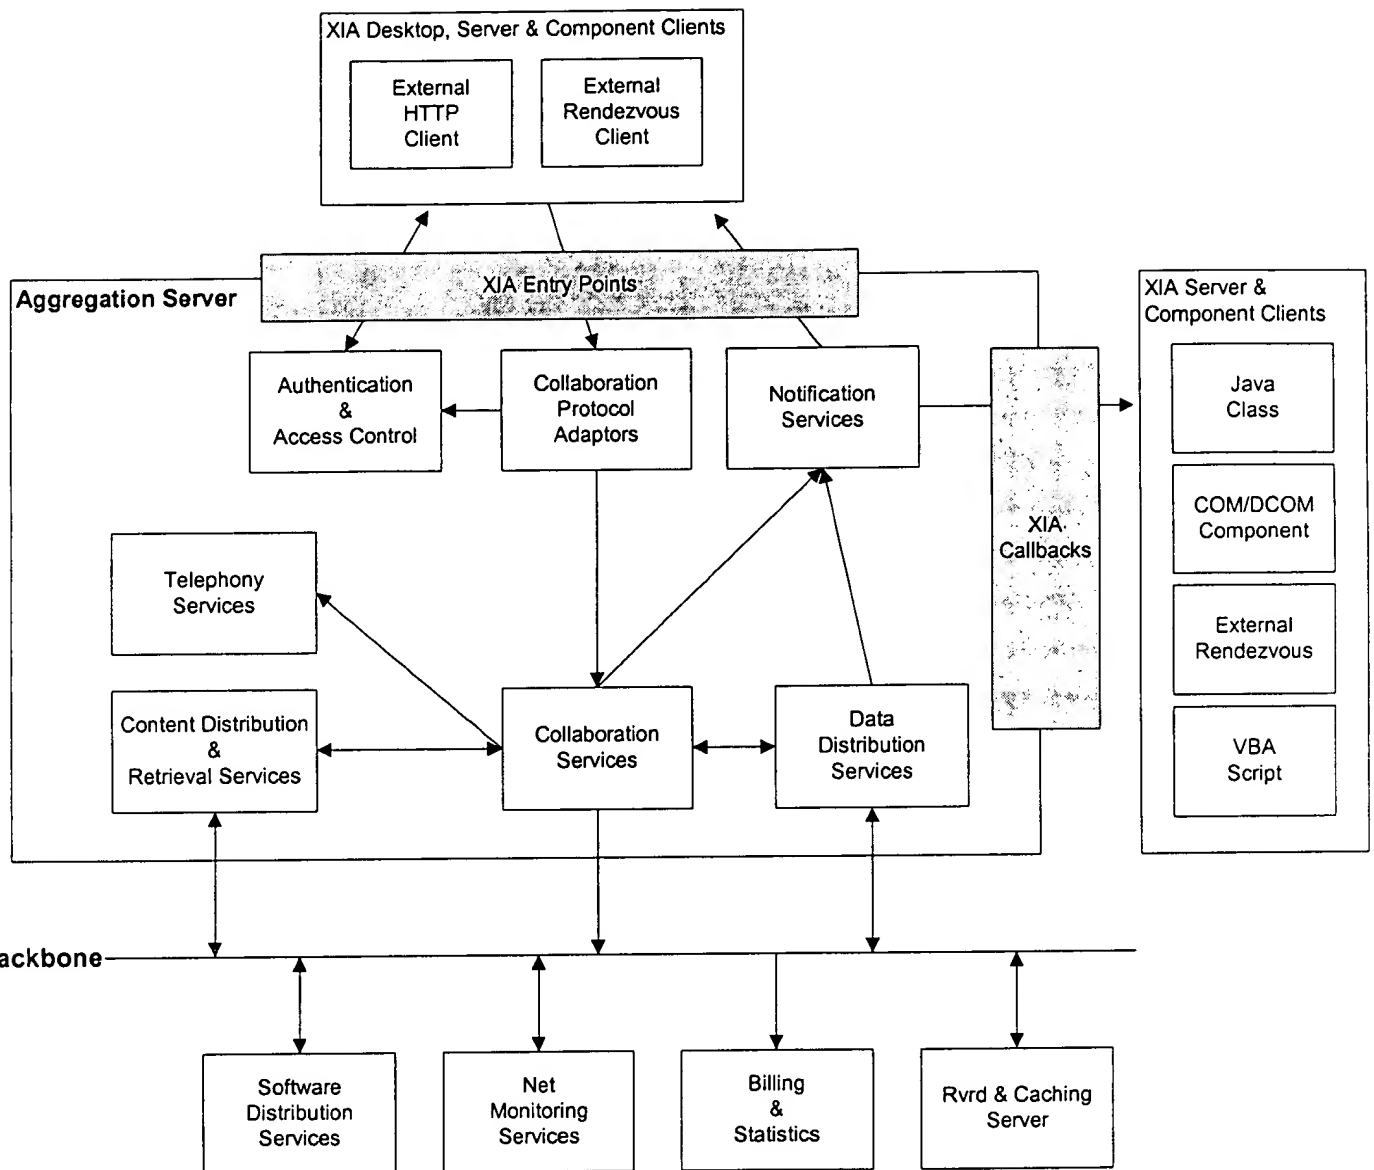 XIA Desktop, Server & Component Clients
External
HTTP
Client
External
Rendezvous
Client
XIA Entry Points
Aggregation Server
XIA Server &
Component Clients
Authentication
&
Access Control
Collaboration
Protocol
Adaptors
Notification
Services
Java
Class
COM/DCOM
Component
XIA
Callbacks
Telephony
Services
External
Rendezvous
Content Distribution
&
Retrieval Services
Collaboration
Services
Data
Distribution
Services
VBA
Script
ackbone
Software
Distribution
Services
Net
Monitoring
Services
Billing
&
Statistics
Rvrd & Caching
Server